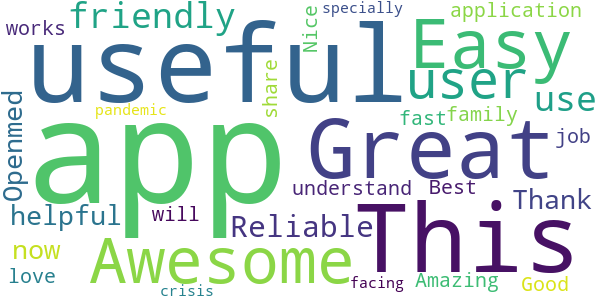 specially
friendly
Nice
application
works
useful
Easy
user
share
use
Openmed
pandemic
fast
family
app
Great
job
understand
Best
This
Thank
helpful
will
Reliable
now
Awesome
love
Amazing
Good
facing
crisis